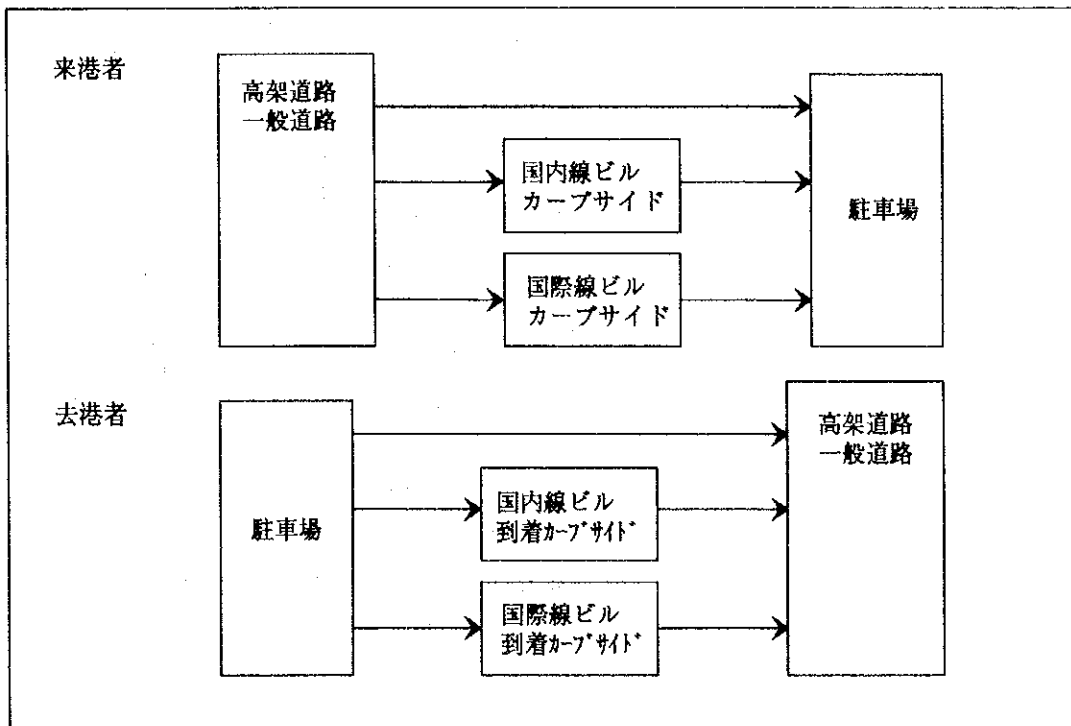 来港者
高架道路
一般道路
国内線ビル
カーブサイド
国際線ビル
カーブサイド
駐車場
去港者
駐車場
国内線ビル
到着ｶｰﾌﾞｻｲﾄﾞ
国際線ビル
到着ｶｰﾌﾞｻｲﾄﾞ
高架道路
一般道路